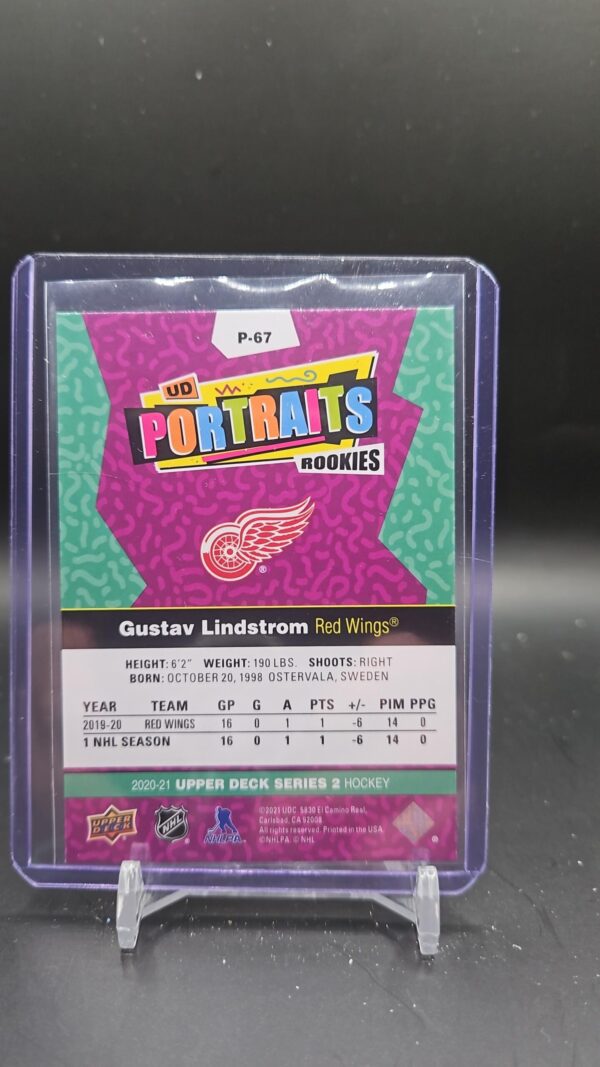 P-67
UD
PORTRAITS
ROOKIES
®
Gustav Lindstrom Red Wings®
HEIGHT: 6'2" WEIGHT: 190 LBS. SHOOTS: RIGHT
BORN: OCTOBER 20, 1998 OSTERVALA, SWEDEN
YEAR TEAM GP G A PTS +/- PIM PPG
2019-20 RED WINGS 16 0 1 1 -6 14 0
1 NHL SEASON 16 0 1 1 -6 14 0
2020-21 UPPER DECK SERIES 2 HOCKEY
UPPER DECK
NHL
®
NHLPA
©2021 UDC. 5830 El Camino Real,
Carlsbad, CA 92008
All rights reserved. Printed in the USA.
©NHLPA. © NHL
®